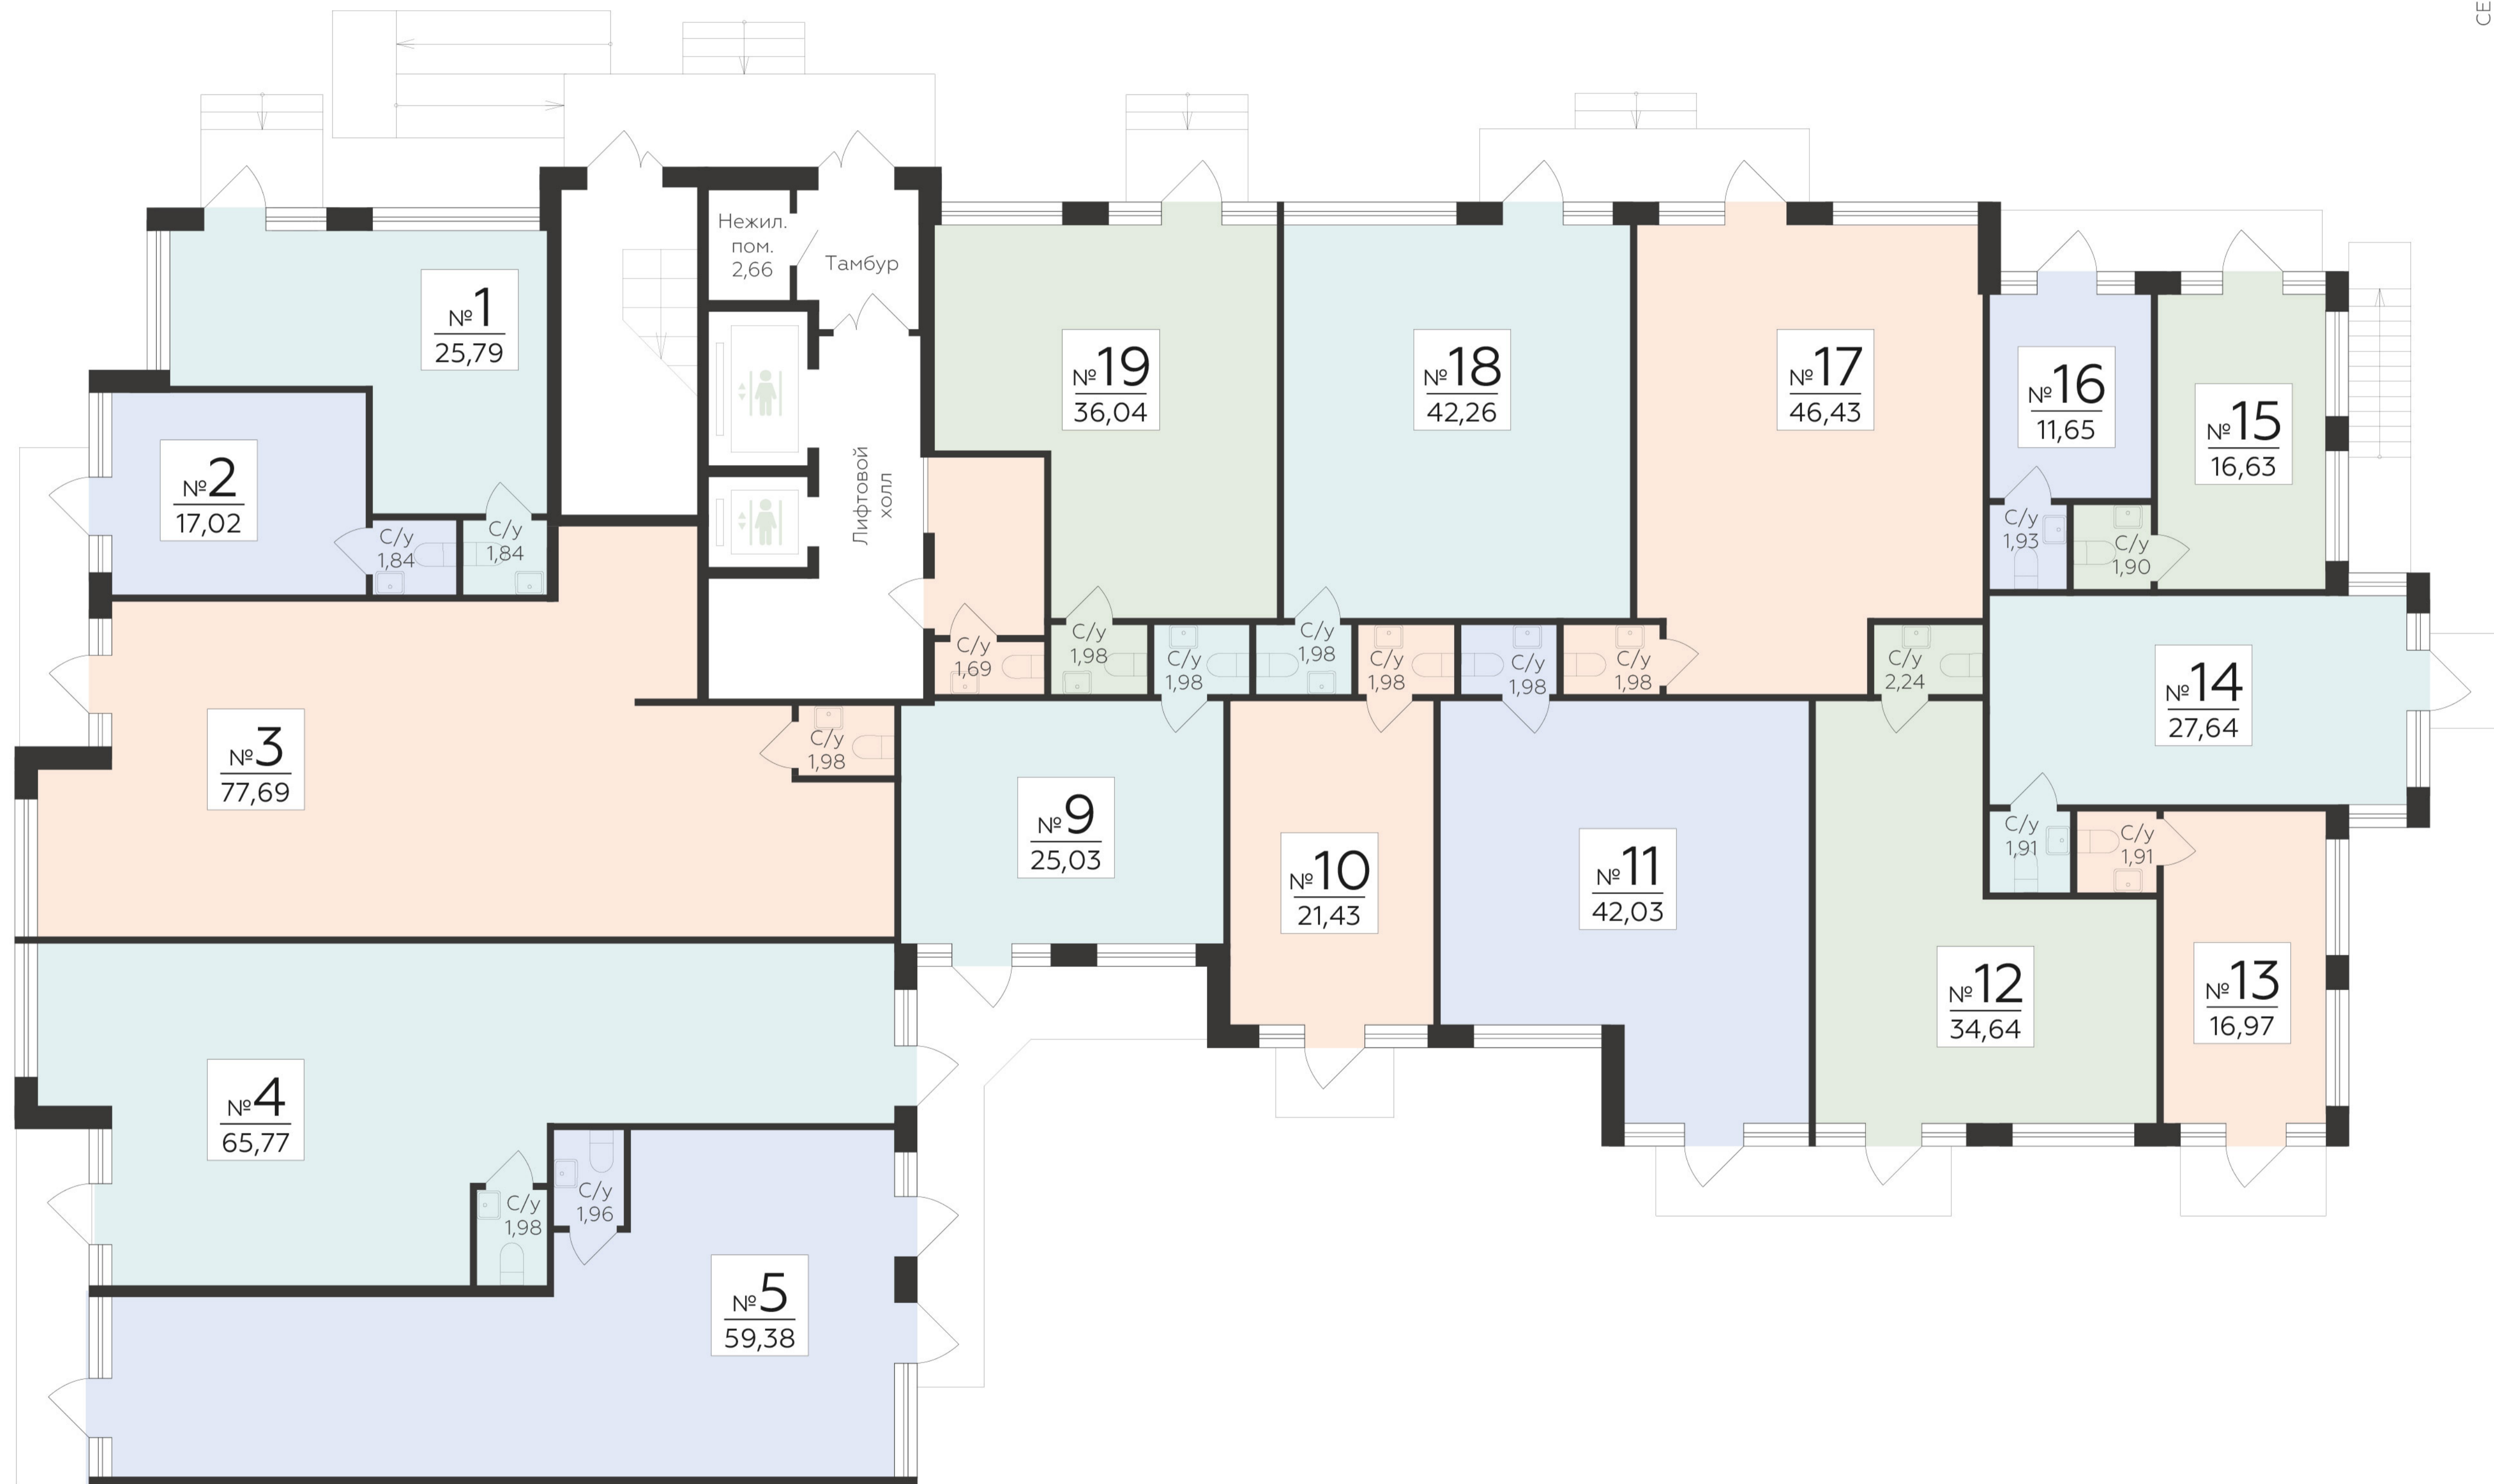 СЕ
Нежил.
пом.
2,66
Тамбур
№1
25,79
№19
36,04
№18
42,26
№17
46,43
№16
11,65
№15
16,63
№2
17,02
Лифтовой
холл
С/у
1,84
С/у
1,84
С/у
1,93
С/у
1,90
С/у
1,69
С/у
1,98
С/у
1,98
С/у
1,98
С/у
1,98
С/у
1,98
С/у
1,98
С/у
2,24
№14
27,64
№3
77,69
С/у
1,98
№9
25,03
№10
21,43
№11
42,03
С/у
1,91
С/у
1,91
№12
34,64
№13
16,97
№4
65,77
С/у
1,98
С/у
1,96
№5
59,38